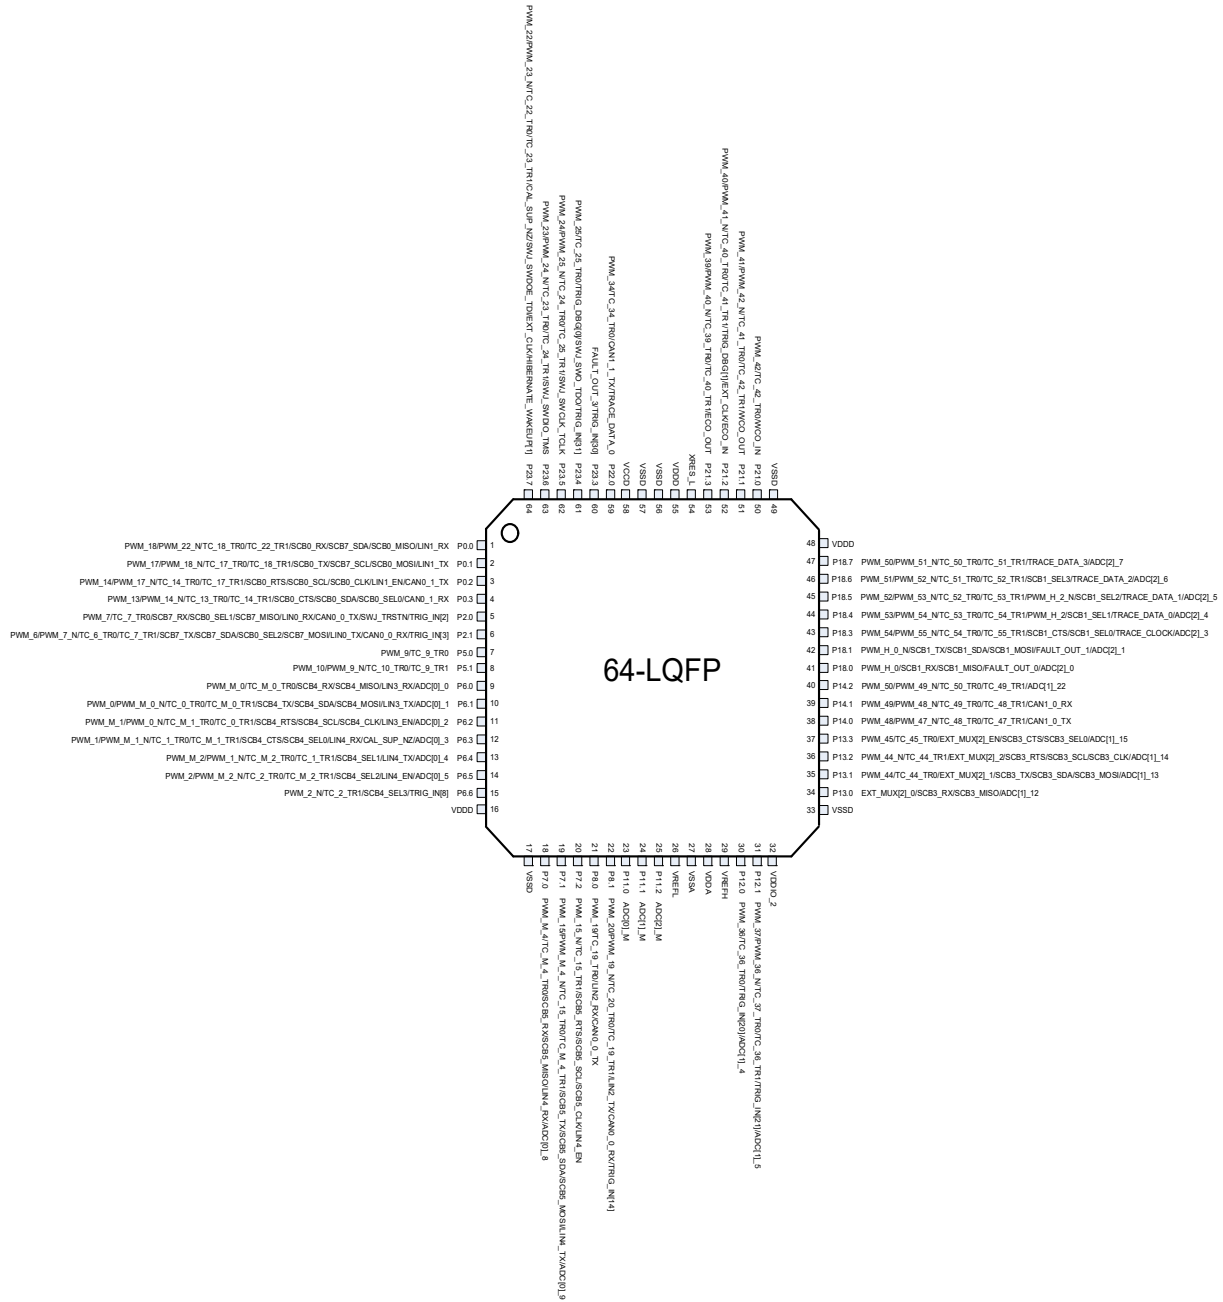 PWM_22/PWM_23_N/TC_22_TR0/TC_23_TR1/CAL_SUP_NZ/SWJ_SWDOE_TDI/EXT_CLK/HIBERNATE_WAKEUP[1] P23.7 64
PWM_23/PWM_24_N/TC_23_TR0/TC_24_TR1/SWJ_SWDIO_TMS P23.6 63
PWM_24/PWM_25_N/TC_24_TR0/TC_25_TR1/SWJ_SWCLK_TCLK P23.5 62
PWM_25/TC_25_TR0/TRIG_DBG[0]/SWJ_SWO_TDO/TRIG_IN[31] P23.4 61
FAULT_OUT_3/TRIG_IN[30] P23.3 60
PWM_34/TC_34_TR0/CAN1_1_TX/TRACE_DATA_0 P22.0 59
VCCD 58
VSSD 57
VSSD 56
VDDD 55
XRES_L 54
PWM_39/PWM_40_N/TC_39_TR0/TC_40_TR1/ECO_OUT P21.3 53
PWM_40/PWM_41_N/TC_40_TR0/TC_41_TR1/TRIG_DBG[1]/EXT_CLK/ECO_IN P21.2 52
PWM_41/PWM_42_N/TC_41_TR0/TC_42_TR1/WCO_OUT P21.1 51
PWM_42/TC_42_TR0/WCO_IN P21.0 50
VSSD 49
PWM_18/PWM_22_N/TC_18_TR0/TC_22_TR1/SCB0_RX/SCB7_SDA/SCB0_MISO/LIN1_RX P0.0 1
PWM_17/PWM_18_N/TC_17_TR0/TC_18_TR1/SCB0_TX/SCB7_SCL/SCB0_MOSI/LIN1_TX P0.1 2
PWM_14/PWM_17_N/TC_14_TR0/TC_17_TR1/SCB0_RTS/SCB0_SCL/SCB0_CLK/LIN1_EN/CAN0_1_TX P0.2 3
PWM_13/PWM_14_N/TC_13_TR0/TC_14_TR1/SCB0_CTS/SCB0_SDA/SCB0_SEL0/CAN0_1_RX P0.3 4
PWM_7/TC_7_TR0/SCB7_RX/SCB0_SEL1/SCB7_MISO/LIN0_RX/CAN0_0_TX/SWJ_TRSTN/TRIG_IN[2] P2.0 5
PWM_6/PWM_7_N/TC_6_TR0/TC_7_TR1/SCB7_TX/SCB7_SDA/SCB0_SEL2/SCB7_MOSI/LIN0_TX/CAN0_0_RX/TRIG_IN[3] P2.1 6
PWM_9/TC_9_TR0 P5.0 7
PWM_10/PWM_9_N/TC_10_TR0/TC_9_TR1 P5.1 8
PWM_M_0/TC_M_0_TR0/SCB4_RX/SCB4_MISO/LIN3_RX/ADC[0]_0 P6.0 9
PWM_0/PWM_M_0_N/TC_0_TR0/TC_M_0_TR1/SCB4_TX/SCB4_SDA/SCB4_MOSI/LIN3_TX/ADC[0]_1 P6.1 10
PWM_M_1/PWM_0_N/TC_M_1_TR0/TC_0_TR1/SCB4_RTS/SCB4_SCL/SCB4_CLK/LIN3_EN/ADC[0]_2 P6.2 11
PWM_1/PWM_M_1_N/TC_1_TR0/TC_M_1_TR1/SCB4_CTS/SCB4_SEL0/LIN4_RX/CAL_SUP_NZ/ADC[0]_3 P6.3 12
PWM_M_2/PWM_1_N/TC_M_2_TR0/TC_1_TR1/SCB4_SEL1/LIN4_TX/ADC[0]_4 P6.4 13
PWM_2/PWM_M_2_N/TC_2_TR0/TC_M_2_TR1/SCB4_SEL2/LIN4_EN/ADC[0]_5 P6.5 14
PWM_2_N/TC_2_TR1/SCB4_SEL3/TRIG_IN[8] P6.6 15
VDDD 16
64-LQFP
48 VDDD
47 P18.7 PWM_50/PWM_51_N/TC_50_TR0/TC_51_TR1/TRACE_DATA_3/ADC[2]_7
46 P18.6 PWM_51/PWM_52_N/TC_51_TR0/TC_52_TR1/SCB1_SEL3/TRACE_DATA_2/ADC[2]_6
45 P18.5 PWM_52/PWM_53_N/TC_52_TR0/TC_53_TR1/PWM_H_2_N/SCB1_SEL2/TRACE_DATA_1/ADC[2]_5
44 P18.4 PWM_53/PWM_54_N/TC_53_TR0/TC_54_TR1/PWM_H_2/SCB1_SEL1/TRACE_DATA_0/ADC[2]_4
43 P18.3 PWM_54/PWM_55_N/TC_54_TR0/TC_55_TR1/SCB1_CTS/SCB1_SEL0/TRACE_CLOCK/ADC[2]_3
42 P18.1 PWM_H_0_N/SCB1_TX/SCB1_SDA/SCB1_MOSI/FAULT_OUT_1/ADC[2]_1
41 P18.0 PWM_H_0/SCB1_RX/SCB1_MISO/FAULT_OUT_0/ADC[2]_0
40 P14.2 PWM_50/PWM_49_N/TC_50_TR0/TC_49_TR1/ADC[1]_22
39 P14.1 PWM_49/PWM_48_N/TC_49_TR0/TC_48_TR1/CAN1_0_RX
38 P14.0 PWM_48/PWM_47_N/TC_48_TR0/TC_47_TR1/CAN1_0_TX
37 P13.3 PWM_45/TC_45_TR0/EXT_MUX[2]_EN/SCB3_CTS/SCB3_SEL0/ADC[1]_15
36 P13.2 PWM_44_N/TC_44_TR1/EXT_MUX[2]_2/SCB3_RTS/SCB3_SCL/SCB3_CLK/ADC[1]_14
35 P13.1 PWM_44/TC_44_TR0/EXT_MUX[2]_1/SCB3_TX/SCB3_SDA/SCB3_MOSI/ADC[1]_13
34 P13.0 EXT_MUX[2]_0/SCB3_RX/SCB3_MISO/ADC[1]_12
33 VSSD
17 VSSD
18 P7.0 PWM_M_4/TC_M_4_TR0/SCB5_RX/SCB5_MISO/LIN4_RX/ADC[0]_8
19 P7.1 PWM_15/PWM_M_4_N/TC_15_TR0/TC_M_4_TR1/SCB5_TX/SCB5_SDA/SCB5_MOSI/LIN4_TX/ADC[0]_9
20 P7.2 PWM_15_N/TC_15_TR1/SCB5_RTS/SCB5_SCL/SCB5_CLK/LIN4_EN
21 P8.0 PWM_19/TC_19_TR0/LIN2_RX/CAN0_0_TX
22 P8.1 PWM_20/PWM_19_N/TC_20_TR0/TC_19_TR1/LIN2_TX/CAN0_0_RX/TRIG_IN[14]
23 P11.0 ADC[0]_M
24 P11.1 ADC[1]_M
25 P11.2 ADC[2]_M
26 VREFL
27 VSSA
28 VDDA
29 VREFH
30 P12.0 PWM_36/TC_36_TR0/TRIG_IN[20]/ADC[1]_4
31 P12.1 PWM_37/PWM_36_N/TC_37_TR0/TC_36_TR1/TRIG_IN[21]/ADC[1]_5
32 VDDIO_2